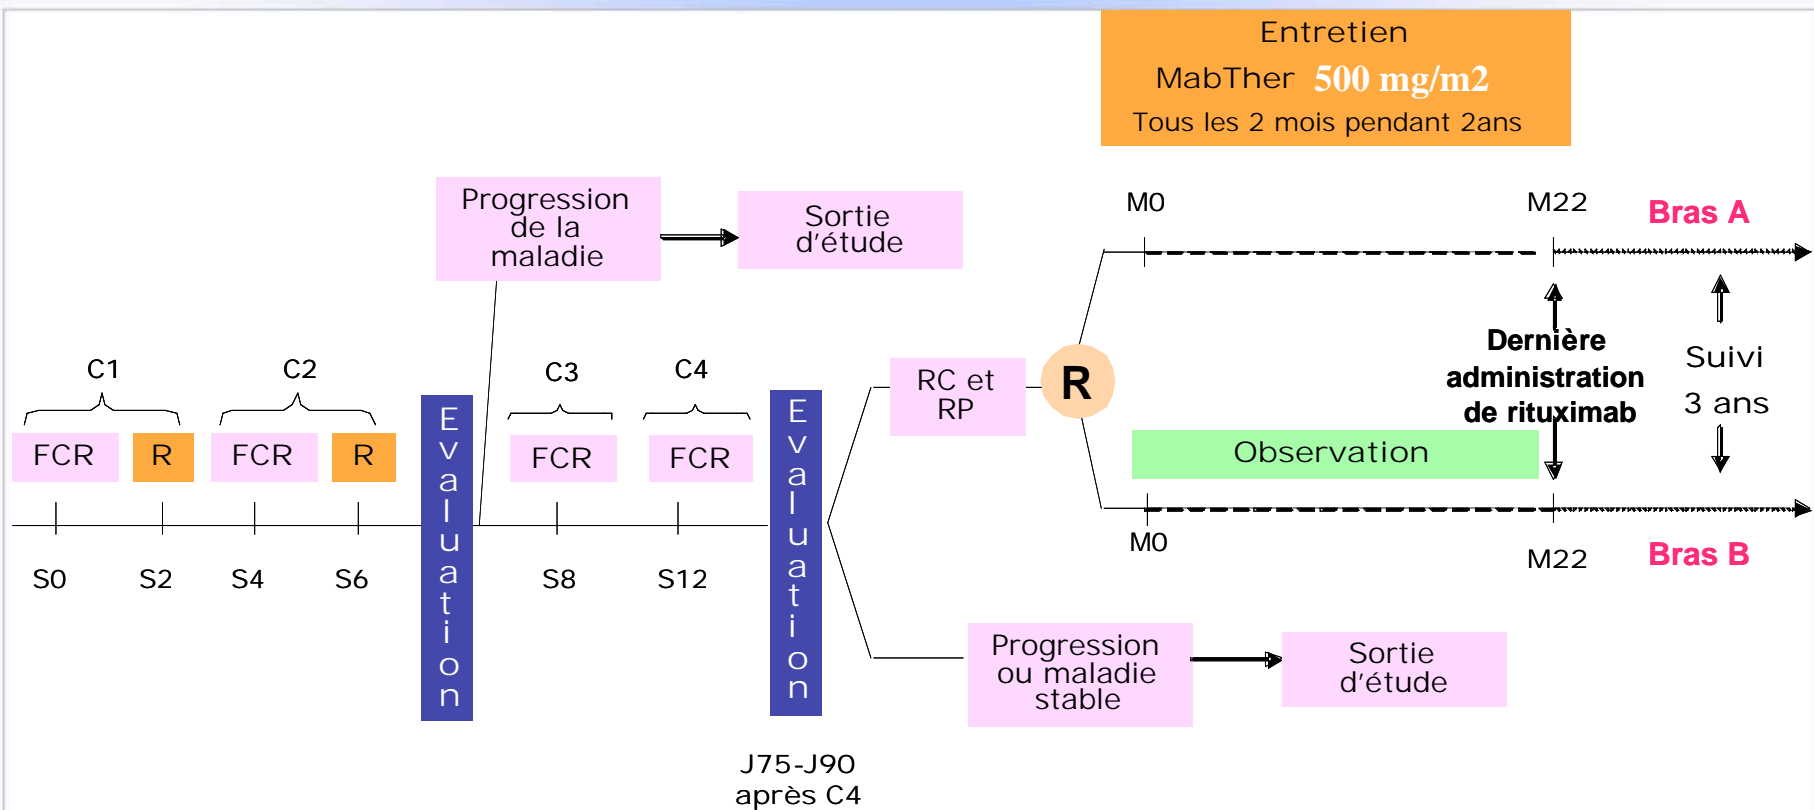 Entretien
MabTher 500 mg/m2
Tous les 2 mois pendant 2ans
Progression
de la
maladie
Sortie
d'étude
M0
M22
Bras A
C1
C2
C3
C4
FCR
R
FCR
R
FCR
FCR
Evaluation
Evaluation
S0
S2
S4
S6
S8
S12
RC et
RP
R
Dernière
administration
de rituximab
Suivi
3 ans
Observation
M0
M22
Bras B
Progression
ou maladie
stable
Sortie
d'étude
J75-J90
après C4